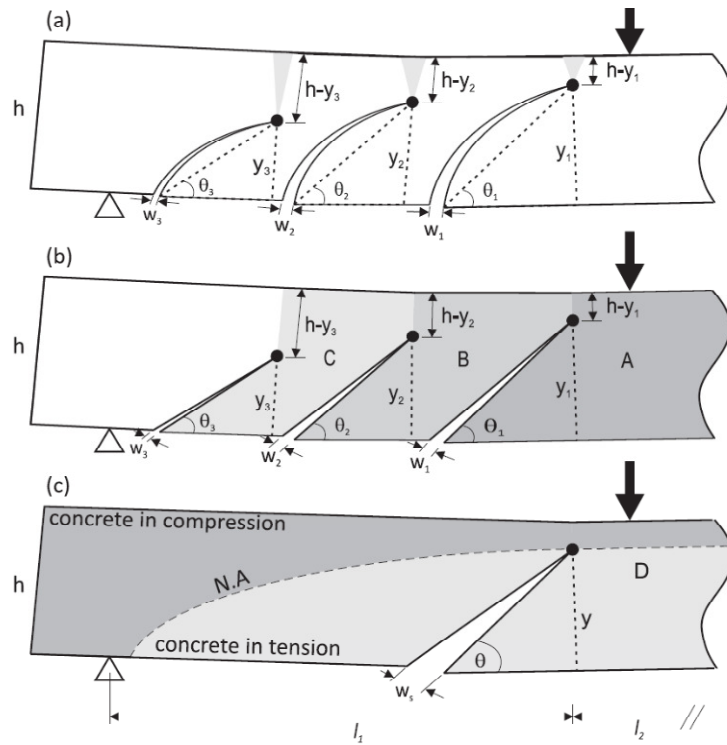 (a)
h
h-y₃
h-y₂
h-y₁
y₃
y₂
y₁
θ₃
θ₂
θ₁
w₃
w₂
w₁
(b)
h
h-y₃
h-y₂
h-y₁
C
B
A
y₃
y₂
y₁
θ₃
θ₂
Θ₁
w₃
w₂
w₁
(c)
concrete in compression
h
N.A
D
concrete in tension
y
θ
wₛ
l₁
l₂